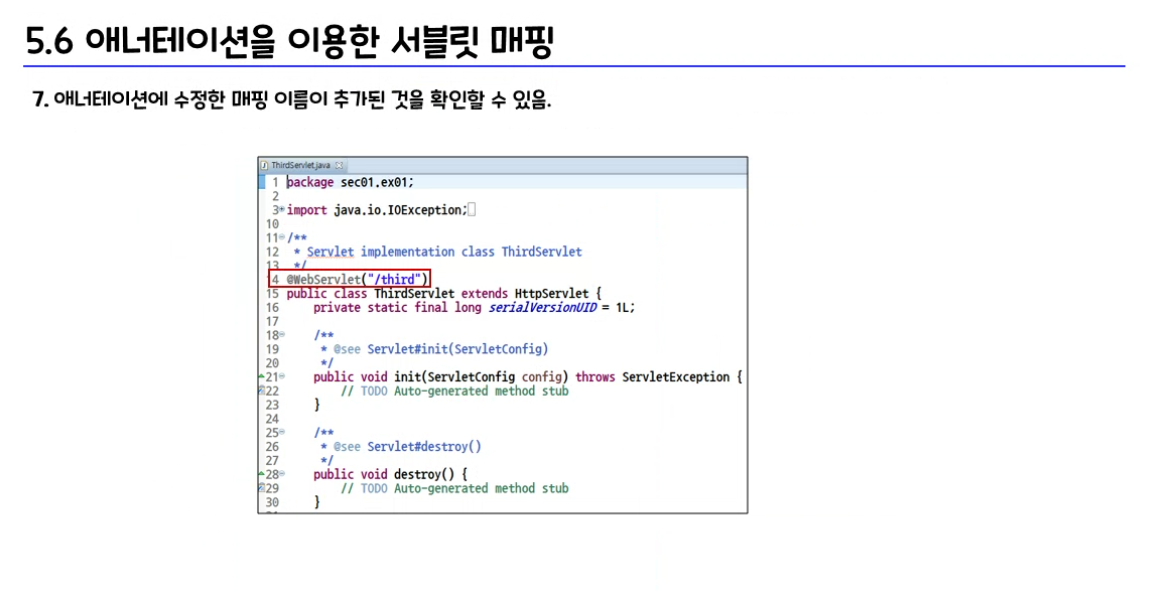 5.6 애너테이션을 이용한 서블릿 매핑
7. 애너테이션에 수정한 매핑 이름이 추가된 것을 확인할 수 있음.
ThirdServlet.java
1 package sec01.ex01;
2
3 import java.io.IOException;
10
11 /**
12 * Servlet implementation class ThirdServlet
13 */
14 @WebServlet("/third")
15 public class ThirdServlet extends HttpServlet {
16 private static final long serialVersionUID = 1L;
17
18 /**
19 * @see Servlet#init(ServletConfig)
20 */
21 public void init(ServletConfig config) throws ServletException {
22 // TODO Auto-generated method stub
23 }
24
25 /**
26 * @see Servlet#destroy()
27 */
28 public void destroy() {
29 // TODO Auto-generated method stub
30 }